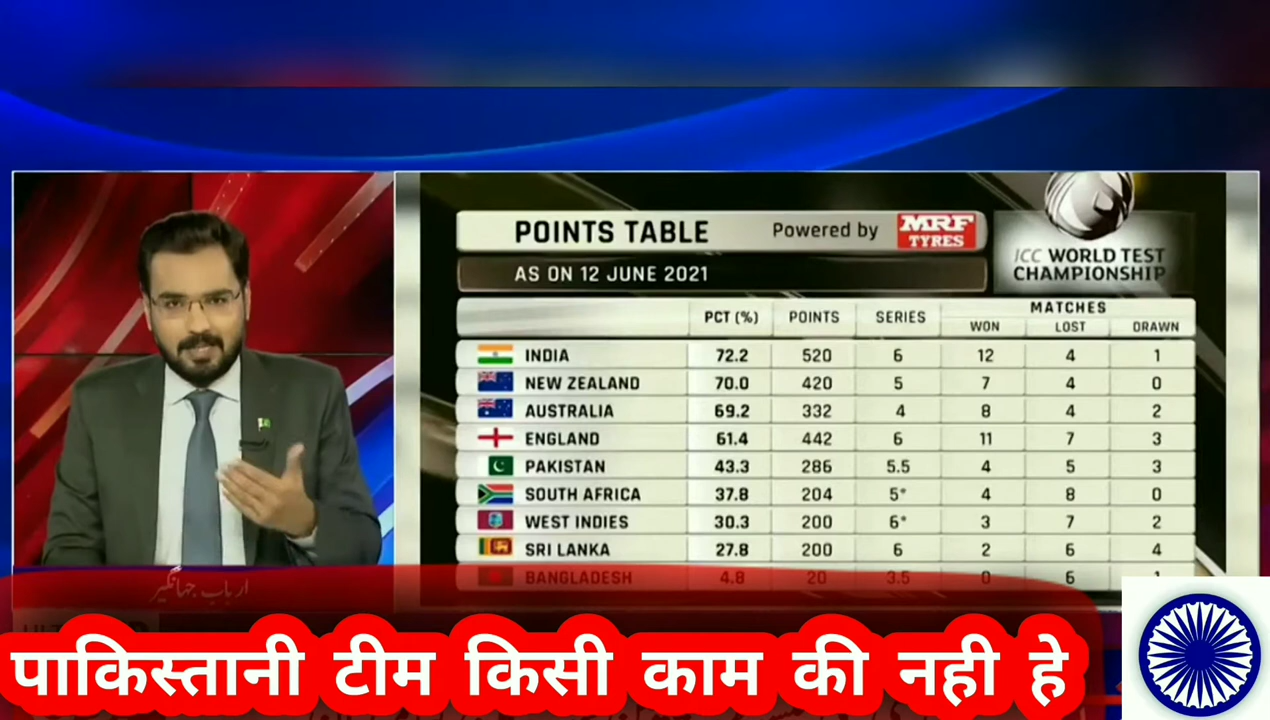 POINTS TABLE Powered by MRF TYRES
AS ON 12 JUNE 2021
ICC WORLD TEST
CHAMPIONSHIP
PCT (%) POINTS SERIES MATCHES
WON LOST DRAWN
INDIA 72.2 520 6 12 4 1
NEW ZEALAND 70.0 420 5 7 4 0
AUSTRALIA 69.2 332 4 8 4 2
ENGLAND 61.4 442 6 11 7 3
PAKISTAN 43.3 286 5.5 4 5 3
SOUTH AFRICA 37.8 204 5* 4 8 0
WEST INDIES 30.3 200 6* 3 7 2
SRI LANKA 27.8 200 6 2 6 4
BANGLADESH 4.8 20 3.5 0 6 1
ارباب جہانگیر
पाकिस्तानी टीम किसी काम की नही हे